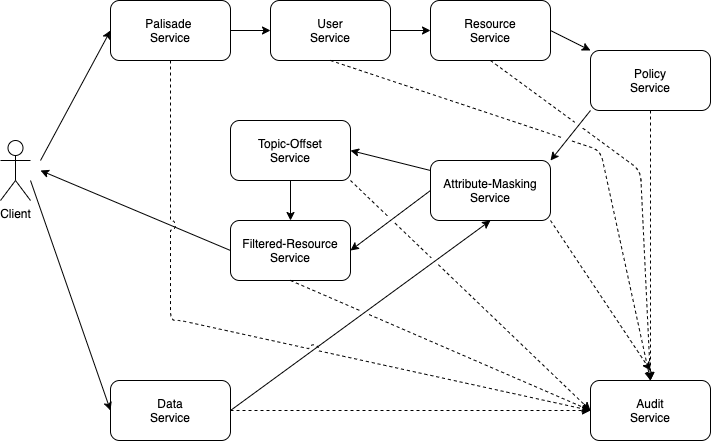 Palisade
Service
User
Service
Resource
Service
Policy
Service
Topic-Offset
Service
Attribute-Masking
Service
Client
Filtered-Resource
Service
Data
Service
Audit
Service